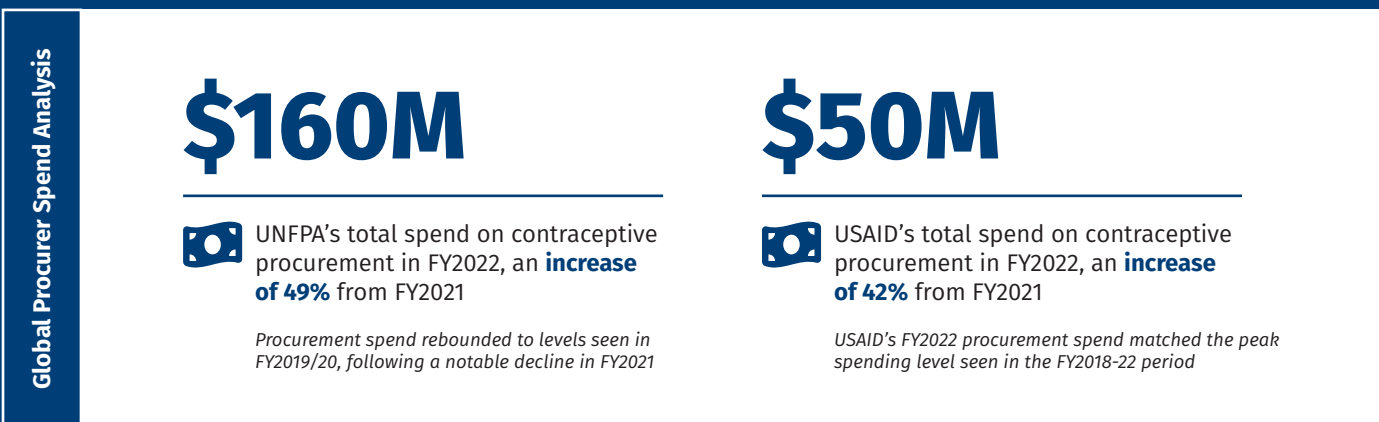 Global Procurer Spend Analysis
$160M
UNFPA’s total spend on contraceptive
procurement in FY2022, an increase
of 49% from FY2021
Procurement spend rebounded to levels seen in
FY2019/20, following a notable decline in FY2021
$50M
USAID’s total spend on contraceptive
procurement in FY2022, an increase
of 42% from FY2021
USAID’s FY2022 procurement spend matched the peak
spending level seen in the FY2018-22 period